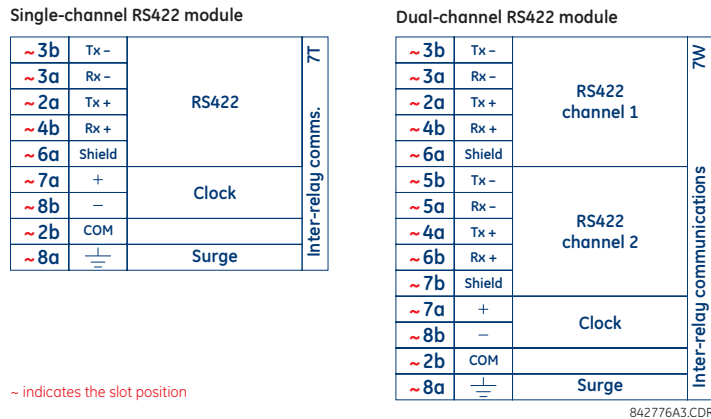 Single-channel RS422 module
~3b Tx –
~3a Rx –
~2a Tx + RS422
~4b Rx +
~6a Shield
~7a + Clock
~8b –
~2b COM
~8a Surge
7T
Inter-relay comms.
Dual-channel RS422 module
~3b Tx –
~3a Rx –
~2a Tx + RS422 channel 1
~4b Rx +
~6a Shield
~5b Tx –
~5a Rx –
~4a Tx + RS422 channel 2
~6b Rx +
~7b Shield
~7a + Clock
~8b –
~2b COM
~8a Surge
7W
Inter-relay communications
~ indicates the slot position
842776A3.CDR